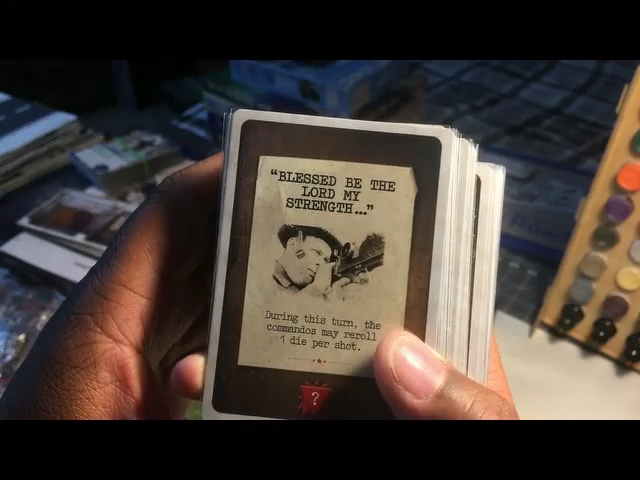 "BLESSED BE THE
LORD MY
STRENGTH..."
During this turn, the
commandos may reroll
1 die per shot.
?